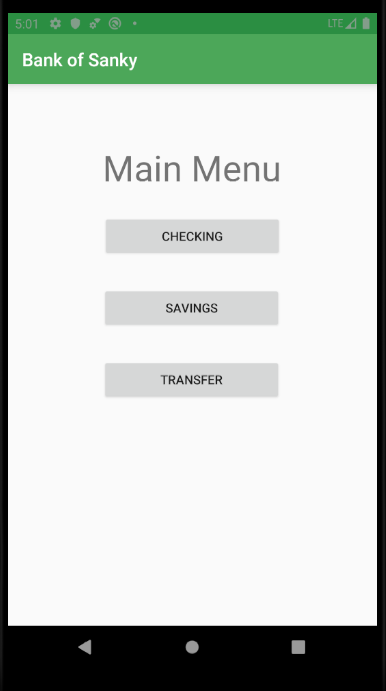 5:01 LTE
Bank of Sanky
Main Menu
CHECKING
SAVINGS
TRANSFER